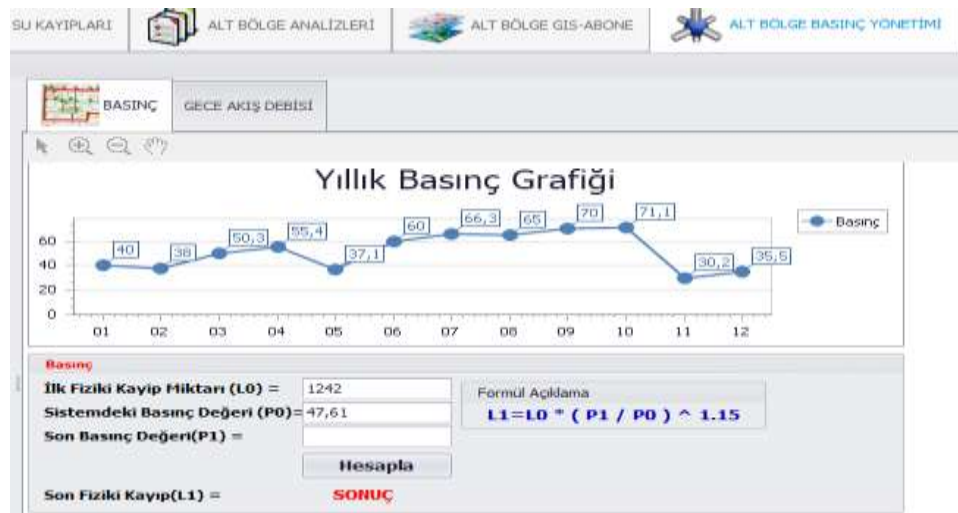 SU KAYIPLARI
ALT BÖLGE ANALİZLERİ
ALT BÖLGE GIS-ABONE
ALT BOLGE BASINÇ YÖNETİMİ
BASINÇ
GECE AKIŞ DEBİSİ
Yıllık Basınç Grafiği
40
38
50,3
55,4
37,1
60
66,3
65
70
71,1
30,2
35,5
Basınç
60
40
20
0
01 02 03 04 05 06 07 08 09 10 11 12
Basınç
İlk Fiziki Kayip Miktarı (L0) = 1242
Sistemdeki Basınç Değeri (P0)= 47,61
Son Basınç Değeri(P1) =
Formül Açıklama
L1=L0 * ( P1 / P0 ) ^ 1.15
Hesapla
Son Fiziki Kayıp(L1) = SONUÇ